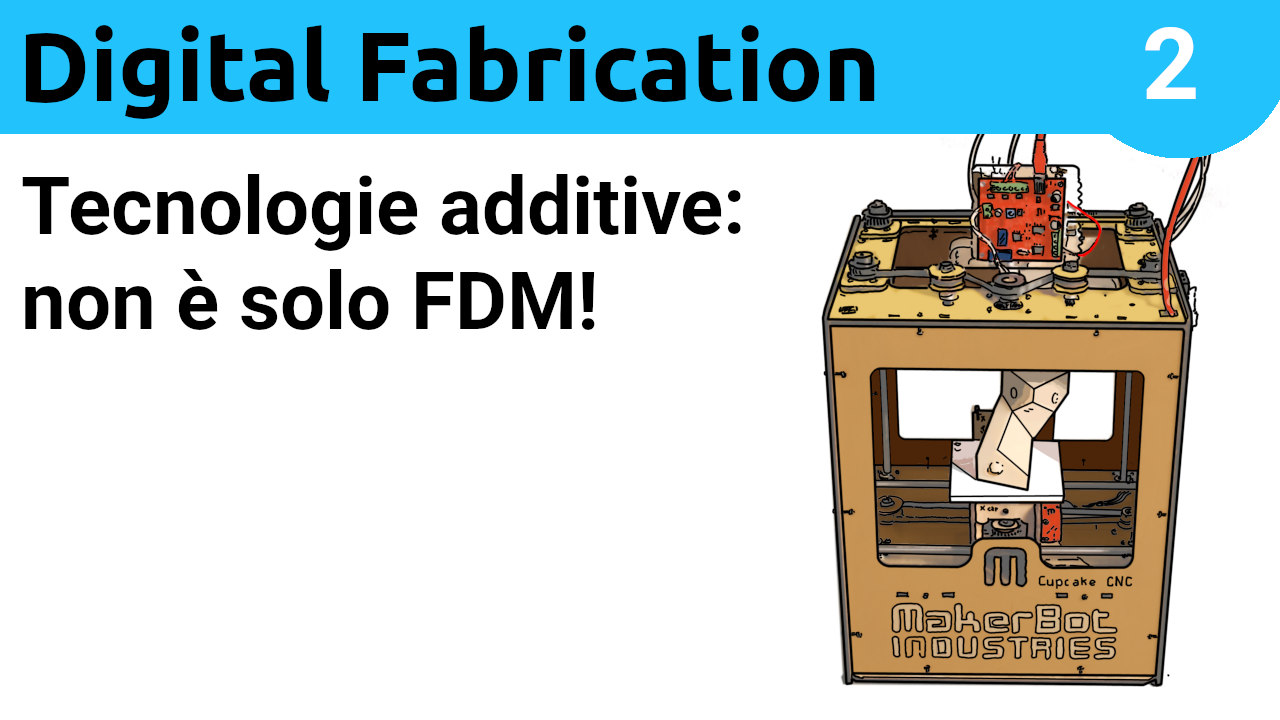 Digital Fabrication
2
Tecnologie additive:
non è solo FDM!
Cupcake CNC
MakerBot
INDUSTRIES